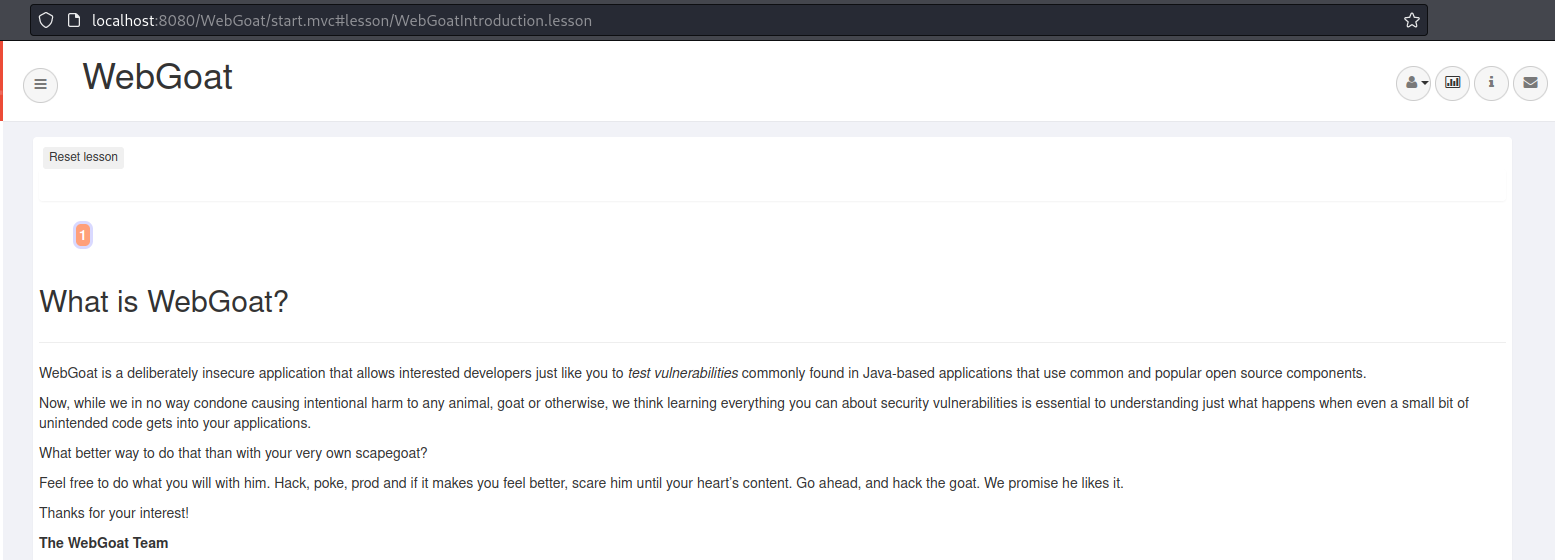 localhost:8080/WebGoat/start.mvc#lesson/WebGoatIntroduction.lesson
WebGoat
Reset lesson
1
What is WebGoat?
WebGoat is a deliberately insecure application that allows interested developers just like you to test vulnerabilities commonly found in Java-based applications that use common and popular open source components.
Now, while we in no way condone causing intentional harm to any animal, goat or otherwise, we think learning everything you can about security vulnerabilities is essential to understanding just what happens when even a small bit of
unintended code gets into your applications.
What better way to do that than with your very own scapegoat?
Feel free to do what you will with him. Hack, poke, prod and if it makes you feel better, scare him until your heart’s content. Go ahead, and hack the goat. We promise he likes it.
Thanks for your interest!
The WebGoat Team